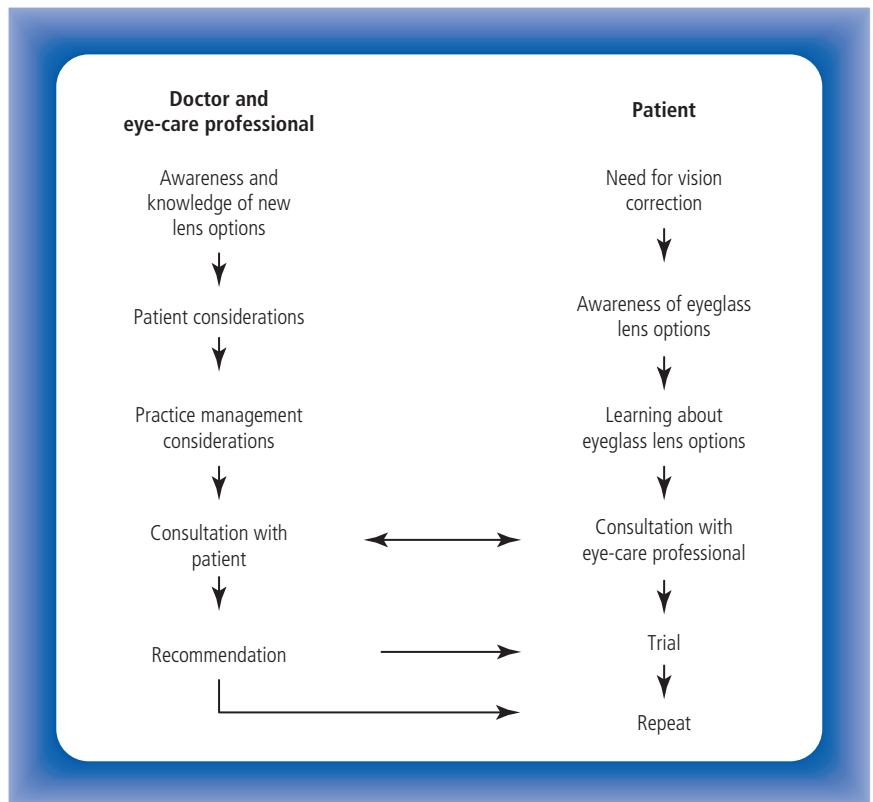 Doctor and
eye-care professional
Awareness and
knowledge of new
lens options
Patient considerations
Practice management
considerations
Consultation with
patient
Recommendation
Patient
Need for vision
correction
Awareness of eyeglass
lens options
Learning about
eyeglass lens options
Consultation with
eye-care professional
Trial
Repeat